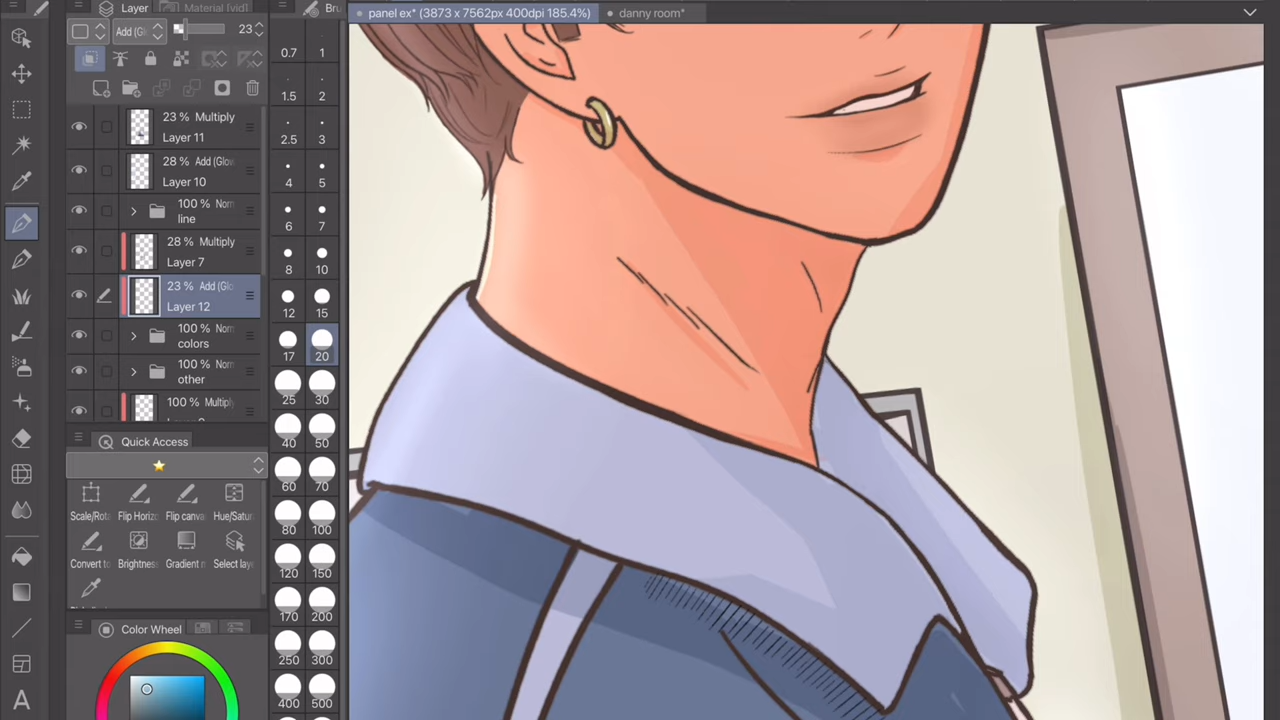 Layer
Material [vid]
Bru
panel ex* (3873 x 7562px 400dpi 185.4%)
danny room*
Add (Gl
23
23 % Multiply
Layer 11
28 % Add (Glow
Layer 10
100 % Norm
line
28 % Multiply
Layer 7
23 % Add (Glo
Layer 12
100 % Norm
colors
100 % Norm
other
100 % Multipl
Quick Access
Scale/Rota
Flip Horizo
Flip canva
Hue/Satur
Convert to
Brightness
Gradient m
Select laye
Color Wheel
0.7 1
1.5 2
2.5 3
4 5
6 7
8 10
12 15
17 20
25 30
40 50
60 70
80 100
120 150
170 200
250 300
400 500
A